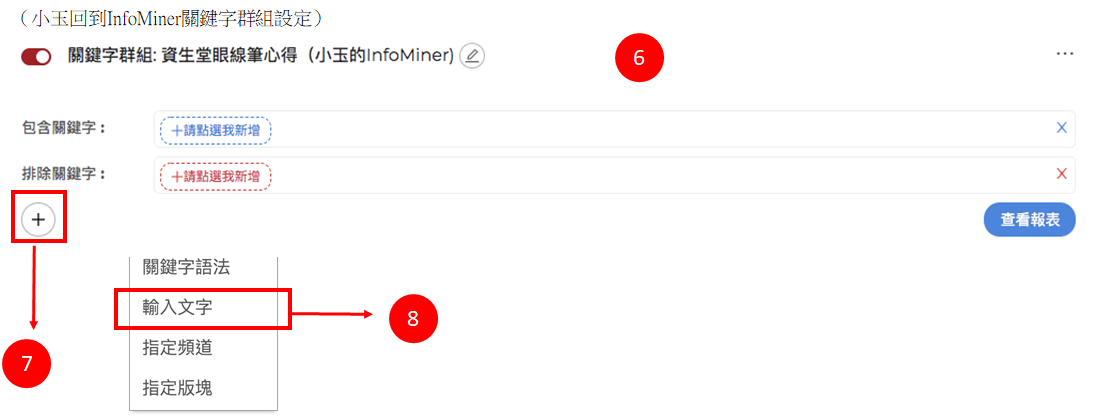 （小玉回到InfoMiner關鍵字群組設定）
關鍵字群組: 資生堂眼線筆心得（小玉的InfoMiner)
6
...
包含關鍵字：
＋請點選我新增
X
排除關鍵字：
＋請點選我新增
X
+
查看報表
關鍵字語法
輸入文字
8
指定頻道
7
指定版塊